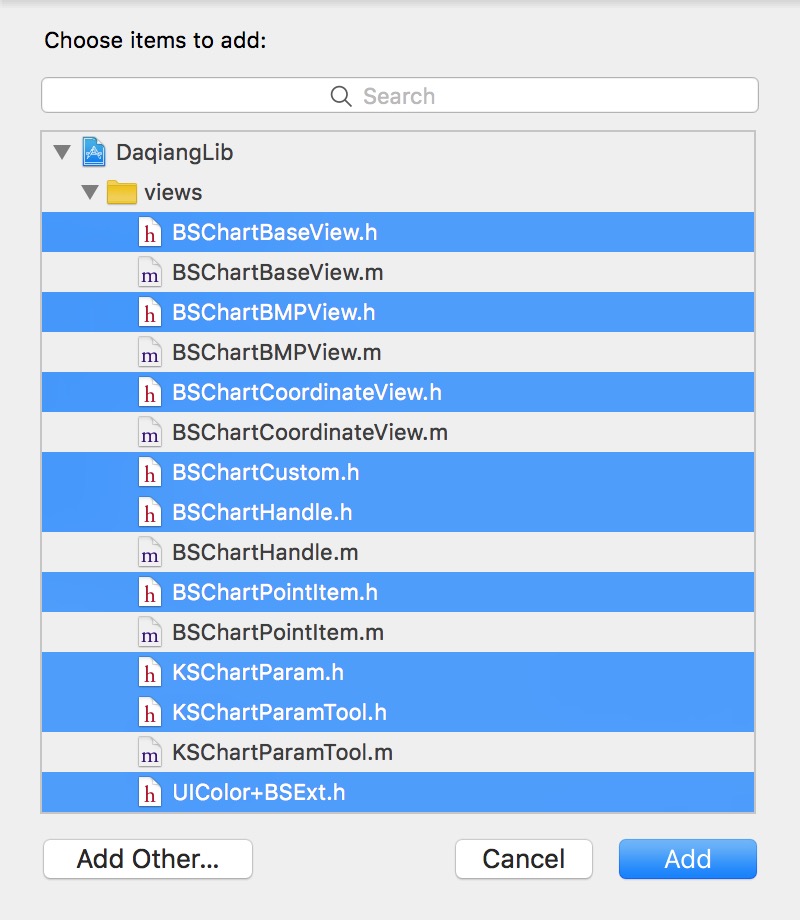 Choose items to add:
Search
DaqiangLib
views
h BSChartBaseView.h
m BSChartBaseView.m
h BSChartBMPView.h
m BSChartBMPView.m
h BSChartCoordinateView.h
m BSChartCoordinateView.m
h BSChartCustom.h
h BSChartHandle.h
m BSChartHandle.m
h BSChartPointItem.h
m BSChartPointItem.m
h KSChartParam.h
h KSChartParamTool.h
m KSChartParamTool.m
h UIColor+BSExt.h
Add Other... Cancel Add